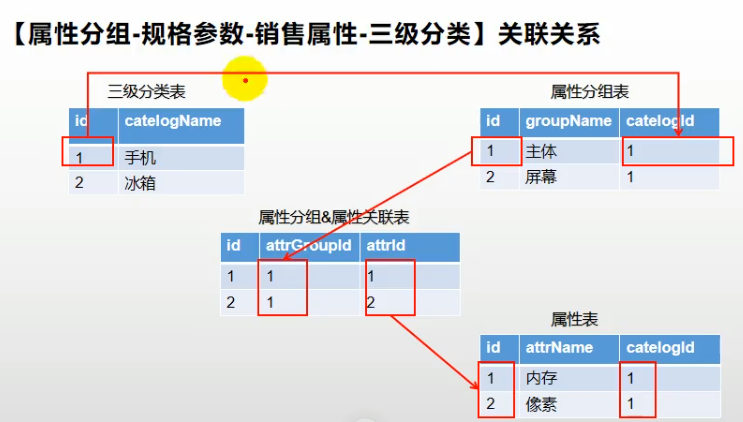 【属性分组-规格参数-销售属性-三级分类】关联关系
三级分类表
id catelogName
1 手机
2 冰箱
属性分组表
id groupName catelogId
1 主体 1
2 屏幕 1
属性分组&属性关联表
id attrGroupId attrId
1 1 1
2 1 2
属性表
id attrName catelogId
1 内存 1
2 像素 1